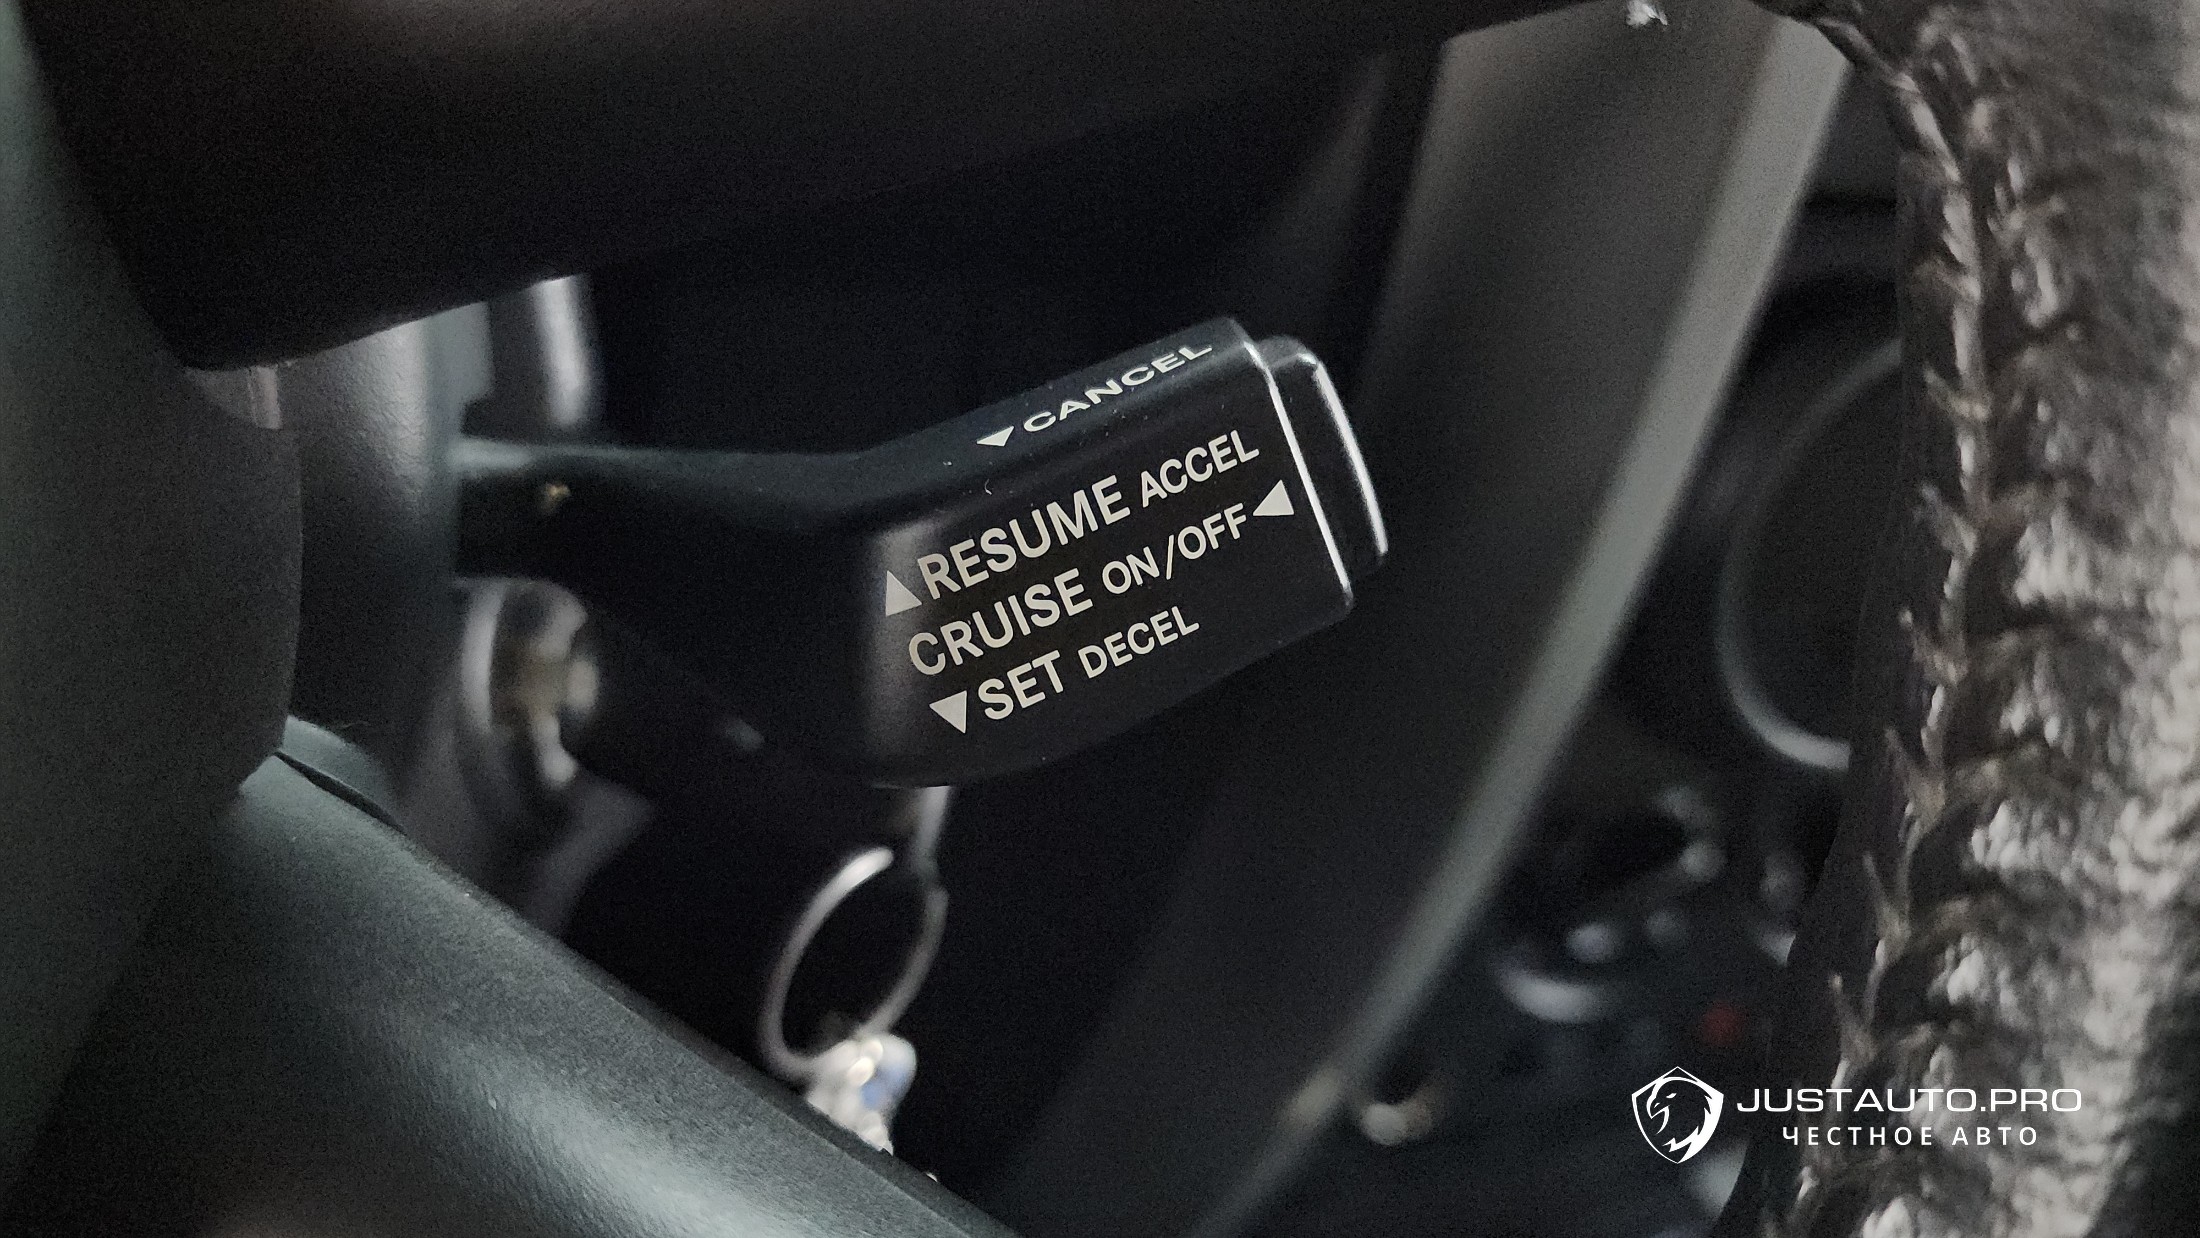 ▼CANCEL
▲RESUME ACCEL
CRUISE ON/OFF◀
▼SET DECEL
JUSTAUTO.PRO
ЧЕСТНОЕ АВТО